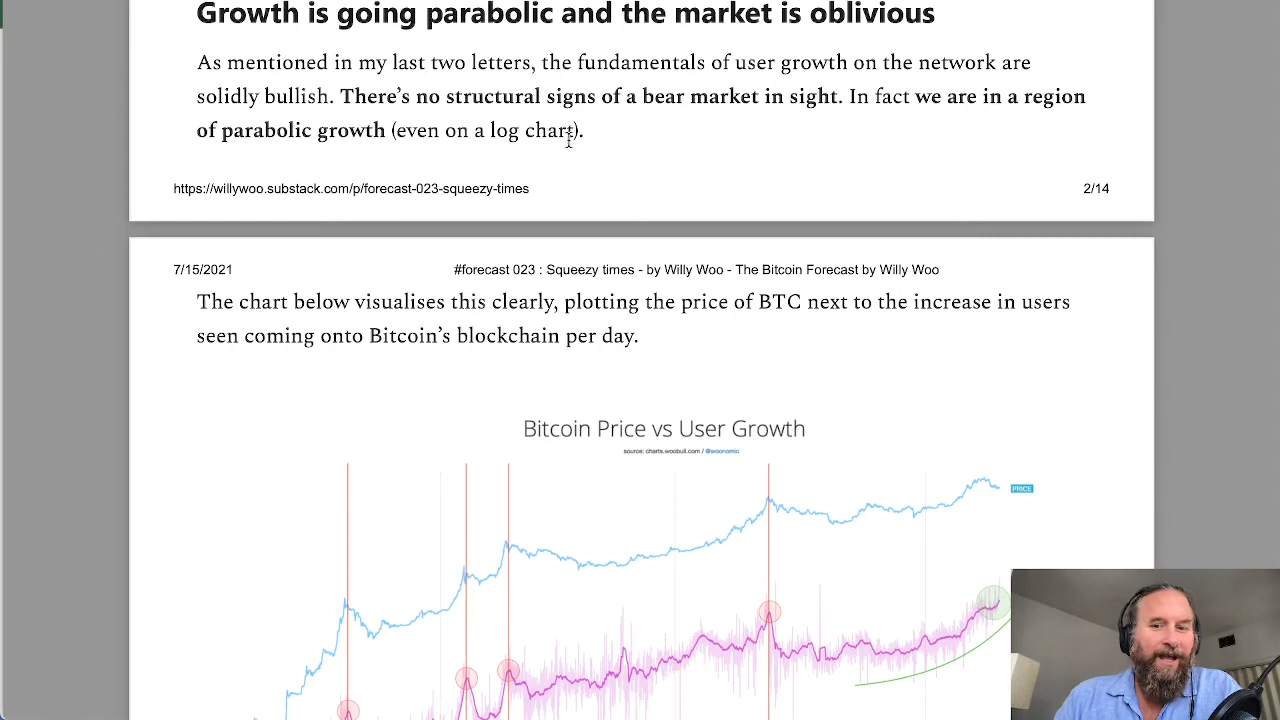 Growth is going parabolic and the market is oblivious
As mentioned in my last two letters, the fundamentals of user growth on the network are
solidly bullish. There’s no structural signs of a bear market in sight. In fact we are in a region
of parabolic growth (even on a log chart).
https://willywoo.substack.com/p/forecast-023-squeezy-times
2/14
7/15/2021
#forecast 023 : Squeezy times - by Willy Woo - The Bitcoin Forecast by Willy Woo
The chart below visualises this clearly, plotting the price of BTC next to the increase in users
seen coming onto Bitcoin’s blockchain per day.
Bitcoin Price vs User Growth
source: charts.woobull.com / @woonomic
PRICE